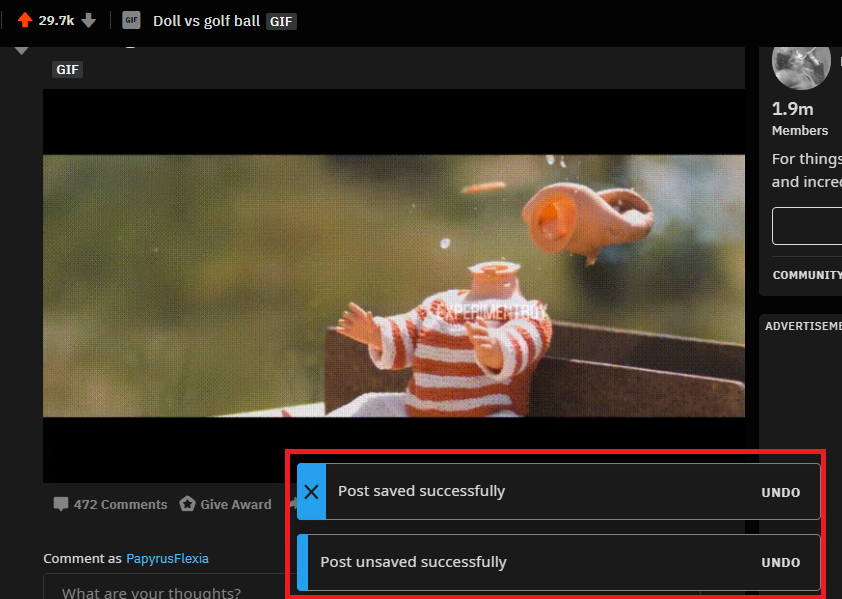 29.7k GIF Doll vs golf ball GIF
GIF
EXPERIMENTBOY
1.9m
Members
For things
and incre
COMMUNITY
ADVERTISEME
Post saved successfully UNDO
472 Comments Give Award
Post unsaved successfully UNDO
Comment as PapyrusFlexia
What are your thoughts?